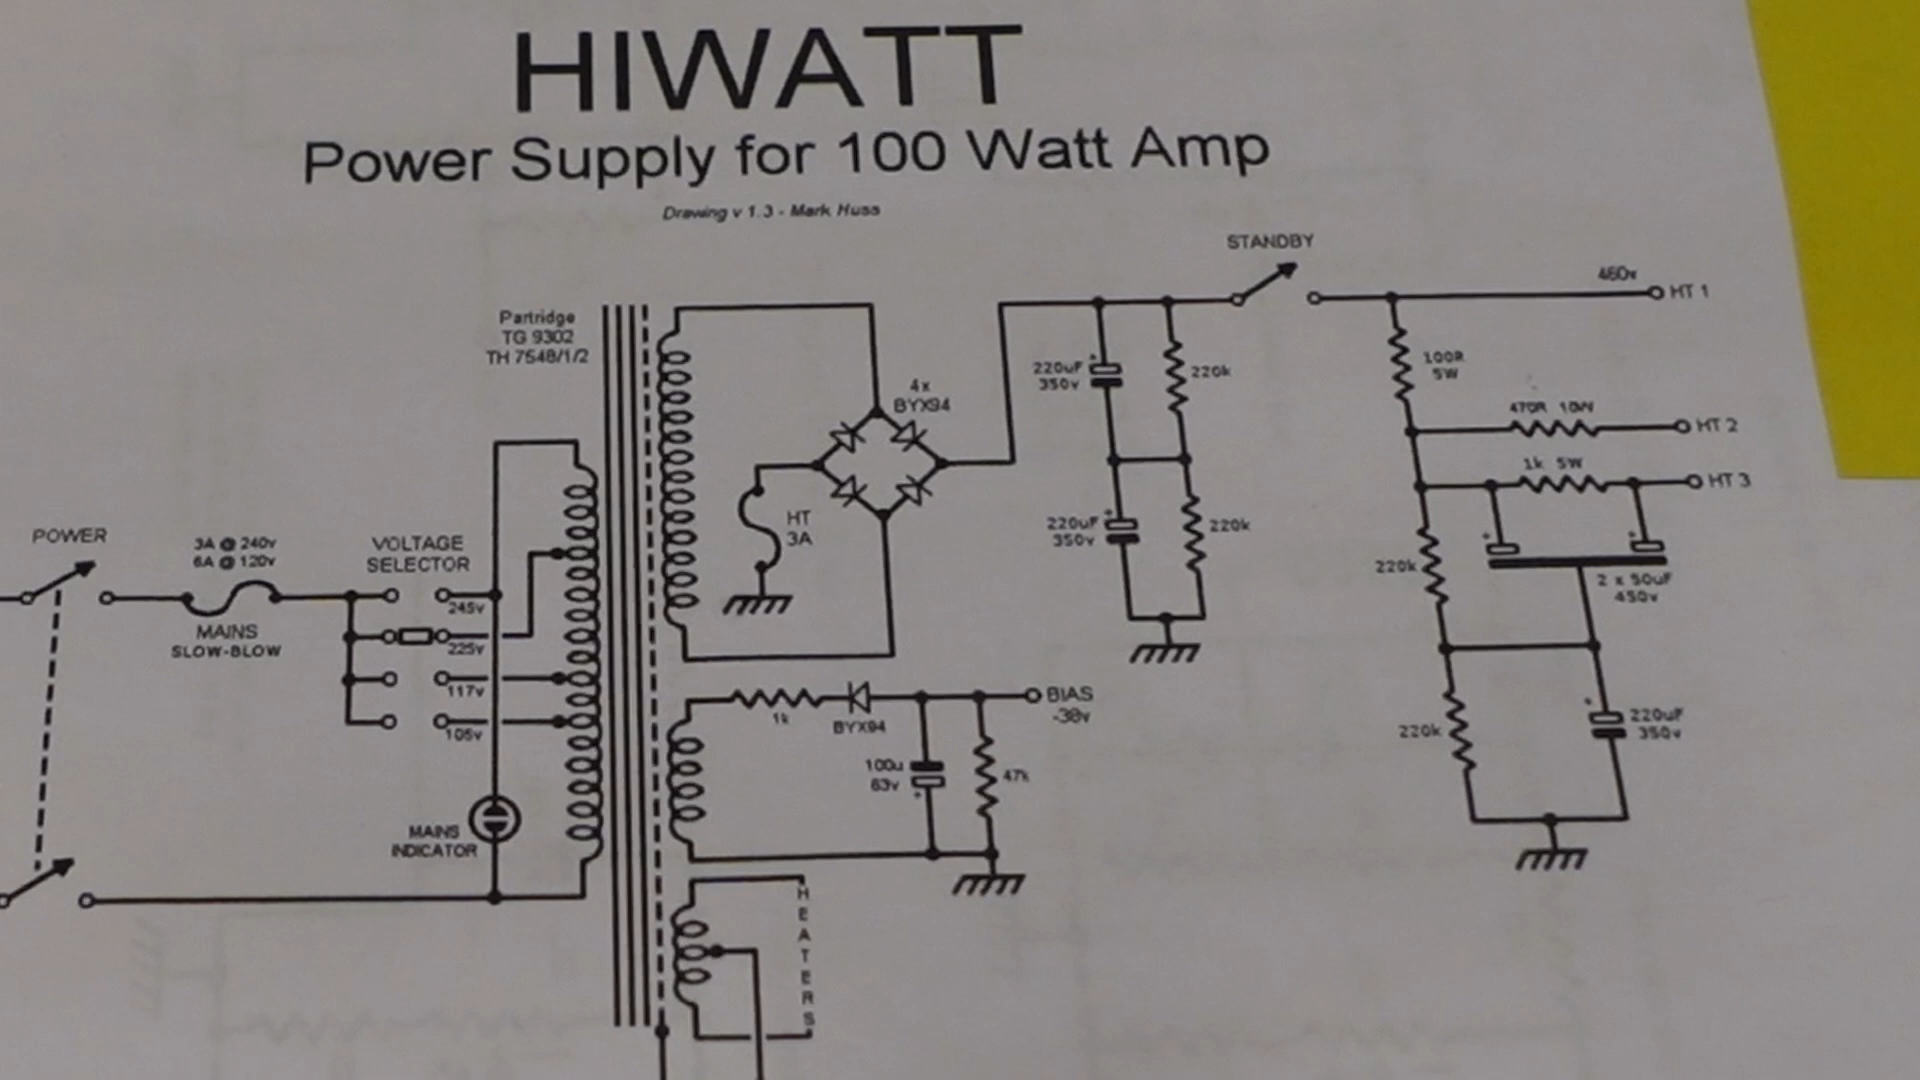 HIWATT
Power Supply for 100 Watt Amp
Drawing v 1.3 - Mark Huss
STANDBY
460v
HT 1
Partridge
TG 9302
TH 7548/1/2
220uF
350v
220k
100R
5W
4x
BYX94
470R 10W
HT 2
1k 5W
HT 3
POWER
3A @ 240v
6A @ 120v
VOLTAGE
SELECTOR
HT
3A
220uF
350v
220k
220k
2 x 50uF
450v
245v
MAINS
SLOW-BLOW
225v
117v
105v
1k
BYX94
BIAS
-38v
220k
220uF
350v
100u
63v
47k
MAINS
INDICATOR
HEATERS